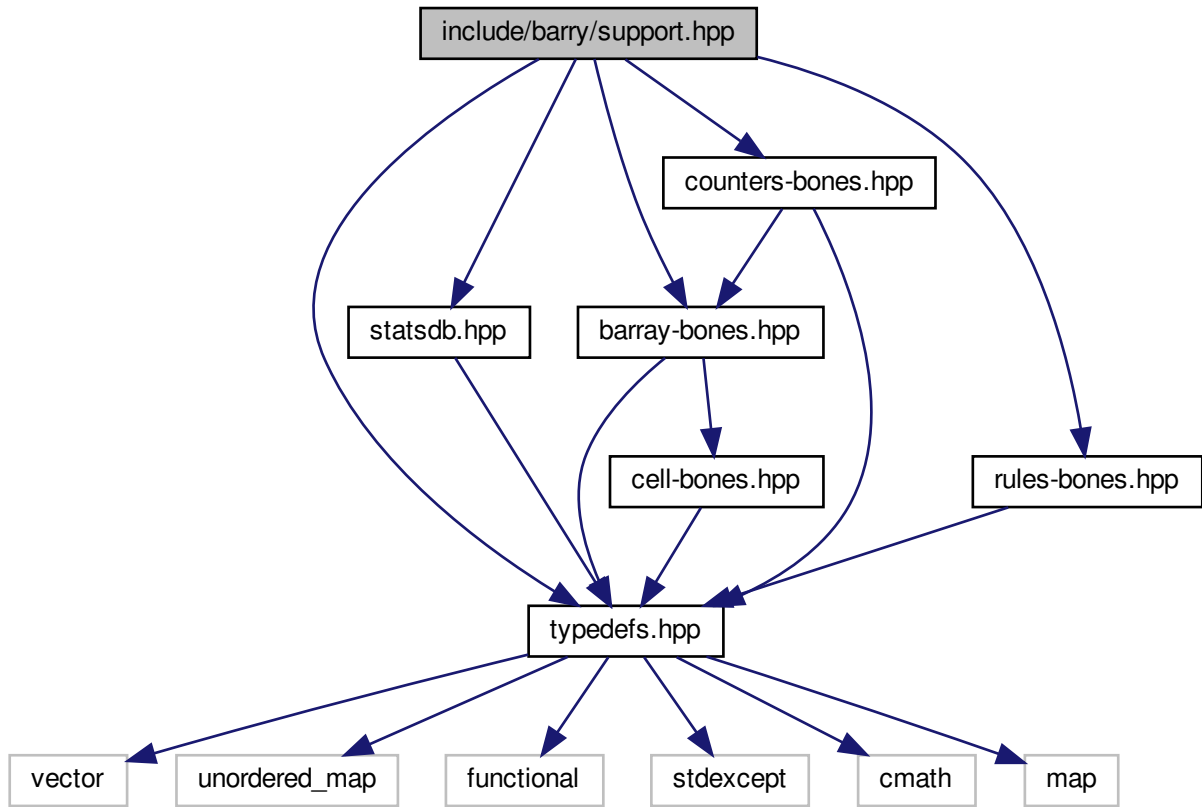 include/barry/support.hpp
counters-bones.hpp
statsdb.hpp
barray-bones.hpp
cell-bones.hpp
rules-bones.hpp
typedefs.hpp
vector
unordered_map
functional
stdexcept
cmath
map